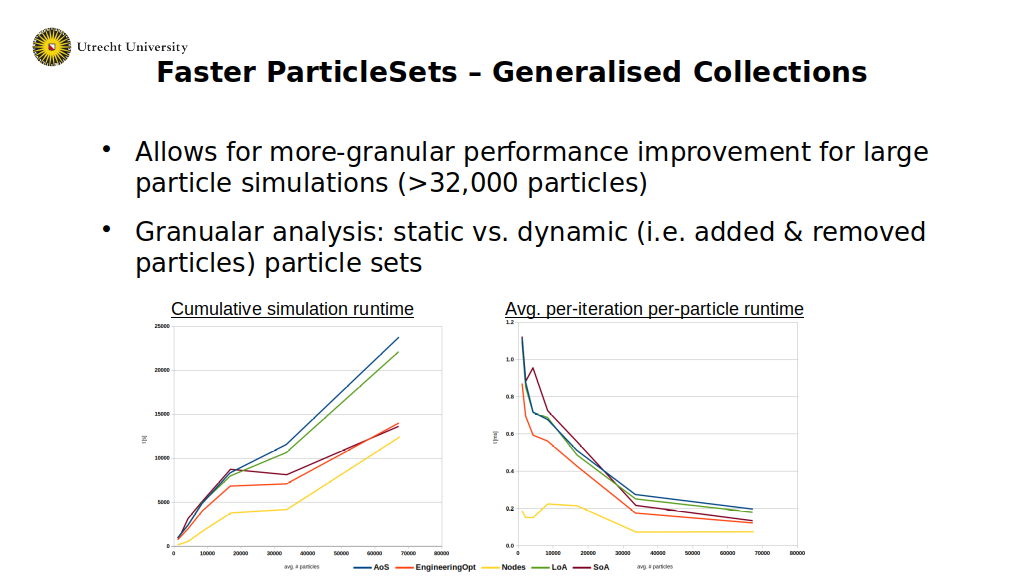 Utrecht University
Faster ParticleSets – Generalised Collections
• Allows for more-granular performance improvement for large
particle simulations (>32,000 particles)
• Granualar analysis: static vs. dynamic (i.e. added & removed
particles) particle sets
Cumulative simulation runtime
25000
20000
15000
10000
5000
0
t [s]
0 10000 20000 30000 40000 50000 60000 70000 80000
avg. # particles
Avg. per-iteration per-particle runtime
1.2
1.0
0.8
0.6
0.4
0.2
0.0
t [ms]
0 10000 20000 30000 40000 50000 60000 70000 80000
avg. # particles
AoS EngineeringOpt Nodes LoA SoA